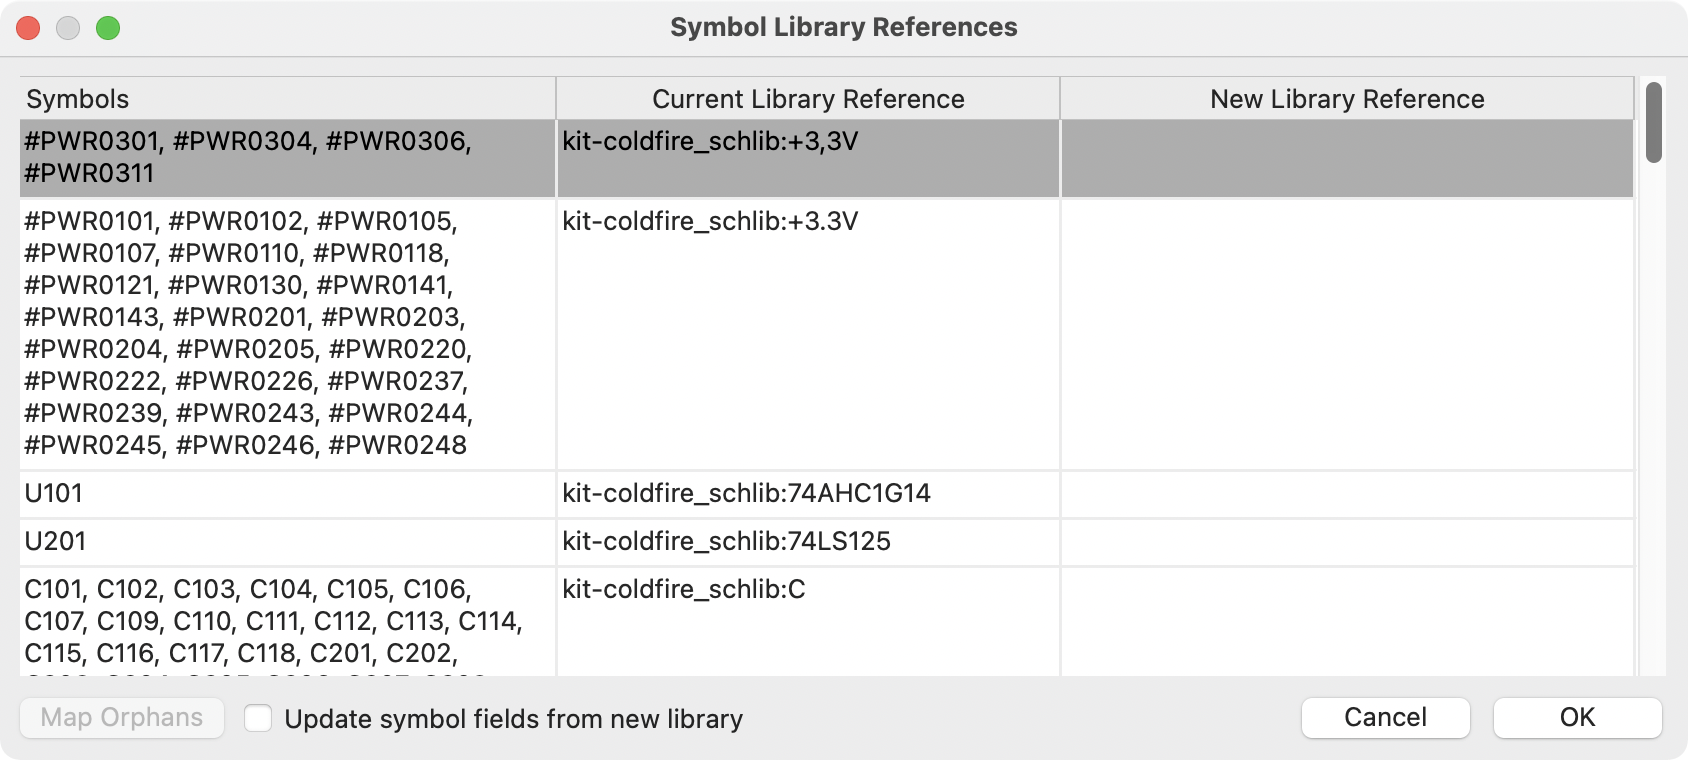 Symbol Library References
Symbols
Current Library Reference
New Library Reference
#PWR0301, #PWR0304, #PWR0306,
#PWR0311
kit-coldfire_schlib:+3,3V
#PWR0101, #PWR0102, #PWR0105,
#PWR0107, #PWR0110, #PWR0118,
#PWR0121, #PWR0130, #PWR0141,
#PWR0143, #PWR0201, #PWR0203,
#PWR0204, #PWR0205, #PWR0220,
#PWR0222, #PWR0226, #PWR0237,
#PWR0239, #PWR0243, #PWR0244,
#PWR0245, #PWR0246, #PWR0248
kit-coldfire_schlib:+3.3V
U101
kit-coldfire_schlib:74AHC1G14
U201
kit-coldfire_schlib:74LS125
C101, C102, C103, C104, C105, C106,
C107, C109, C110, C111, C112, C113, C114,
C115, C116, C117, C118, C201, C202,
kit-coldfire_schlib:C
Map Orphans
Update symbol fields from new library
Cancel
OK